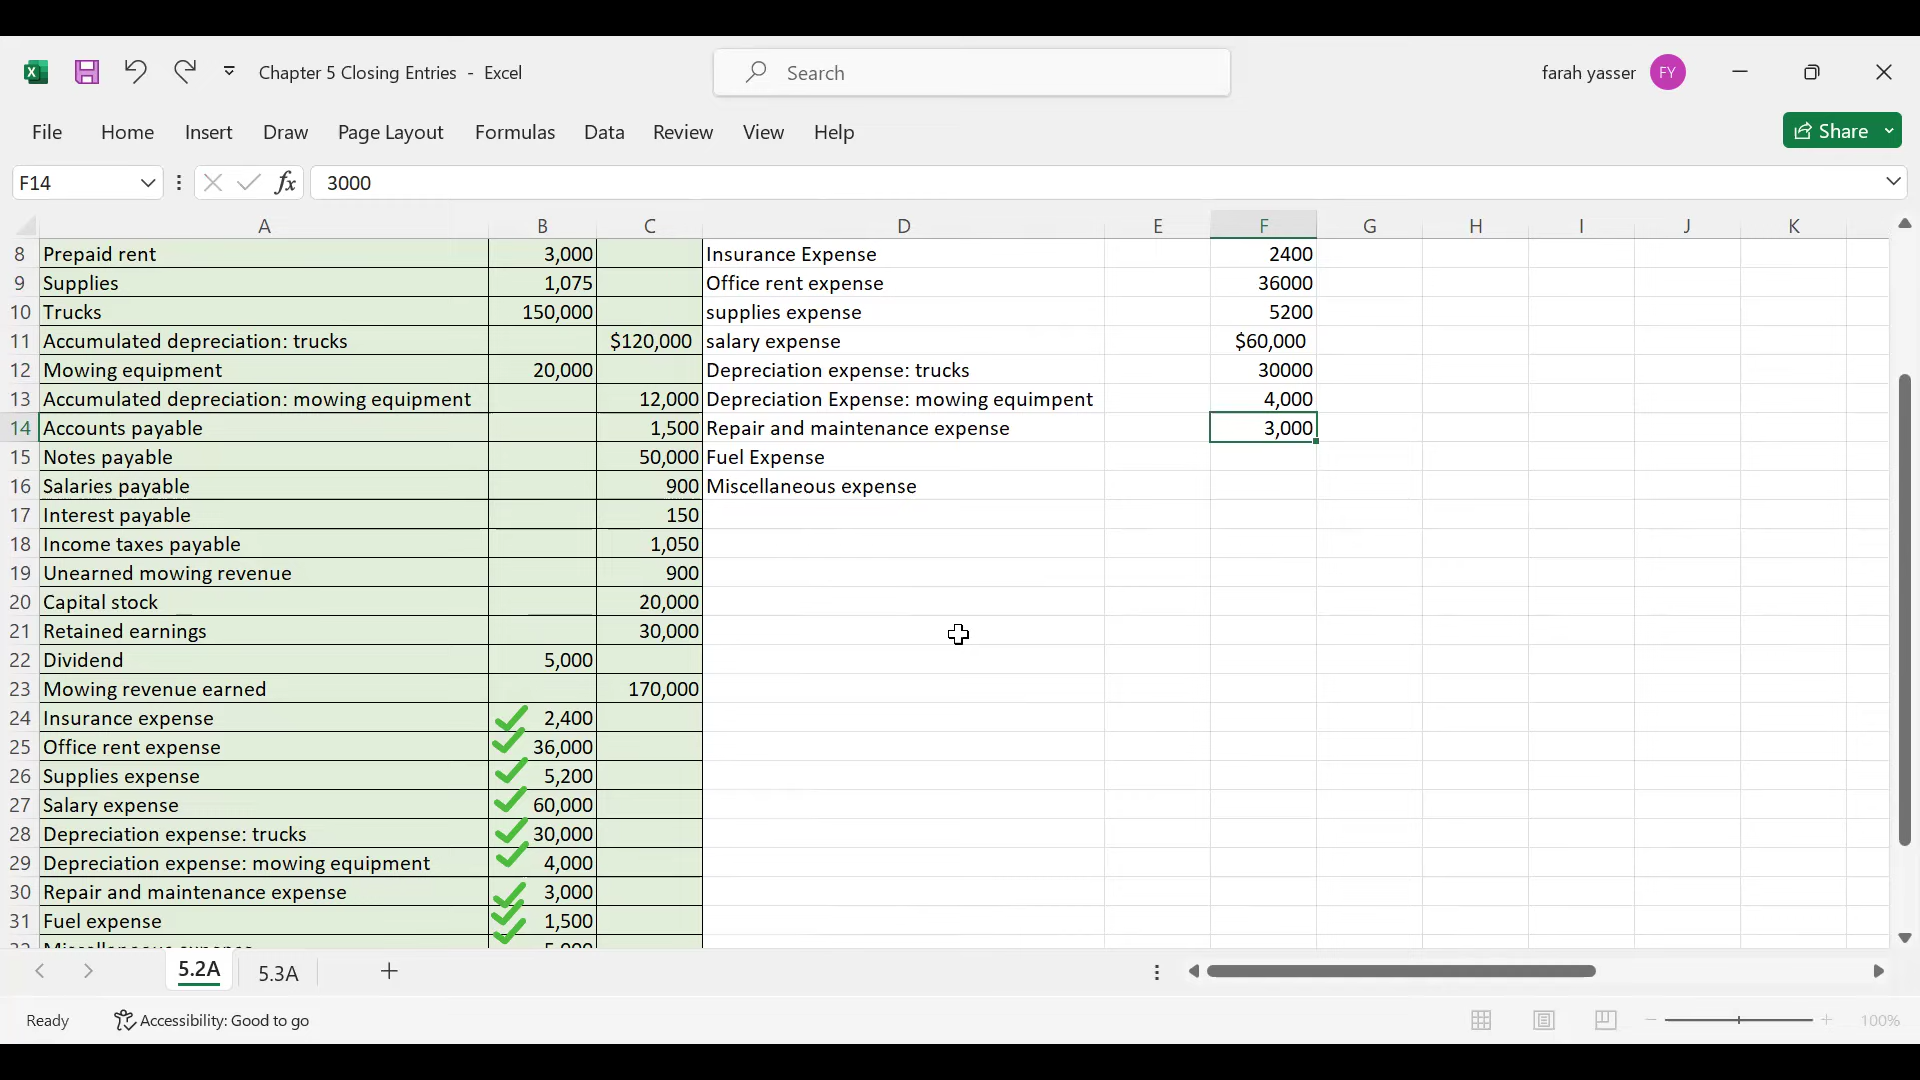 Chapter 5 Closing Entries - Excel
Search
farah yasser FY
File Home Insert Draw Page Layout Formulas Data Review View Help
Share
F14 fx 3000
A B C D E F G H I J K
8 Prepaid rent 3,000 Insurance Expense 2400
9 Supplies 1,075 Office rent expense 36000
10 Trucks 150,000 supplies expense 5200
11 Accumulated depreciation: trucks $120,000 salary expense $60,000
12 Mowing equipment 20,000 Depreciation expense: trucks 30000
13 Accumulated depreciation: mowing equipment 12,000 Depreciation Expense: mowing equimpent 4,000
14 Accounts payable 1,500 Repair and maintenance expense 3,000
15 Notes payable 50,000 Fuel Expense
16 Salaries payable 900 Miscellaneous expense
17 Interest payable 150
18 Income taxes payable 1,050
19 Unearned mowing revenue 900
20 Capital stock 20,000
21 Retained earnings 30,000
22 Dividend 5,000
23 Mowing revenue earned 170,000
24 Insurance expense 2,400
25 Office rent expense 36,000
26 Supplies expense 5,200
27 Salary expense 60,000
28 Depreciation expense: trucks 30,000
29 Depreciation expense: mowing equipment 4,000
30 Repair and maintenance expense 3,000
31 Fuel expense 1,500
5.2A 5.3A
Ready Accessibility: Good to go 100%